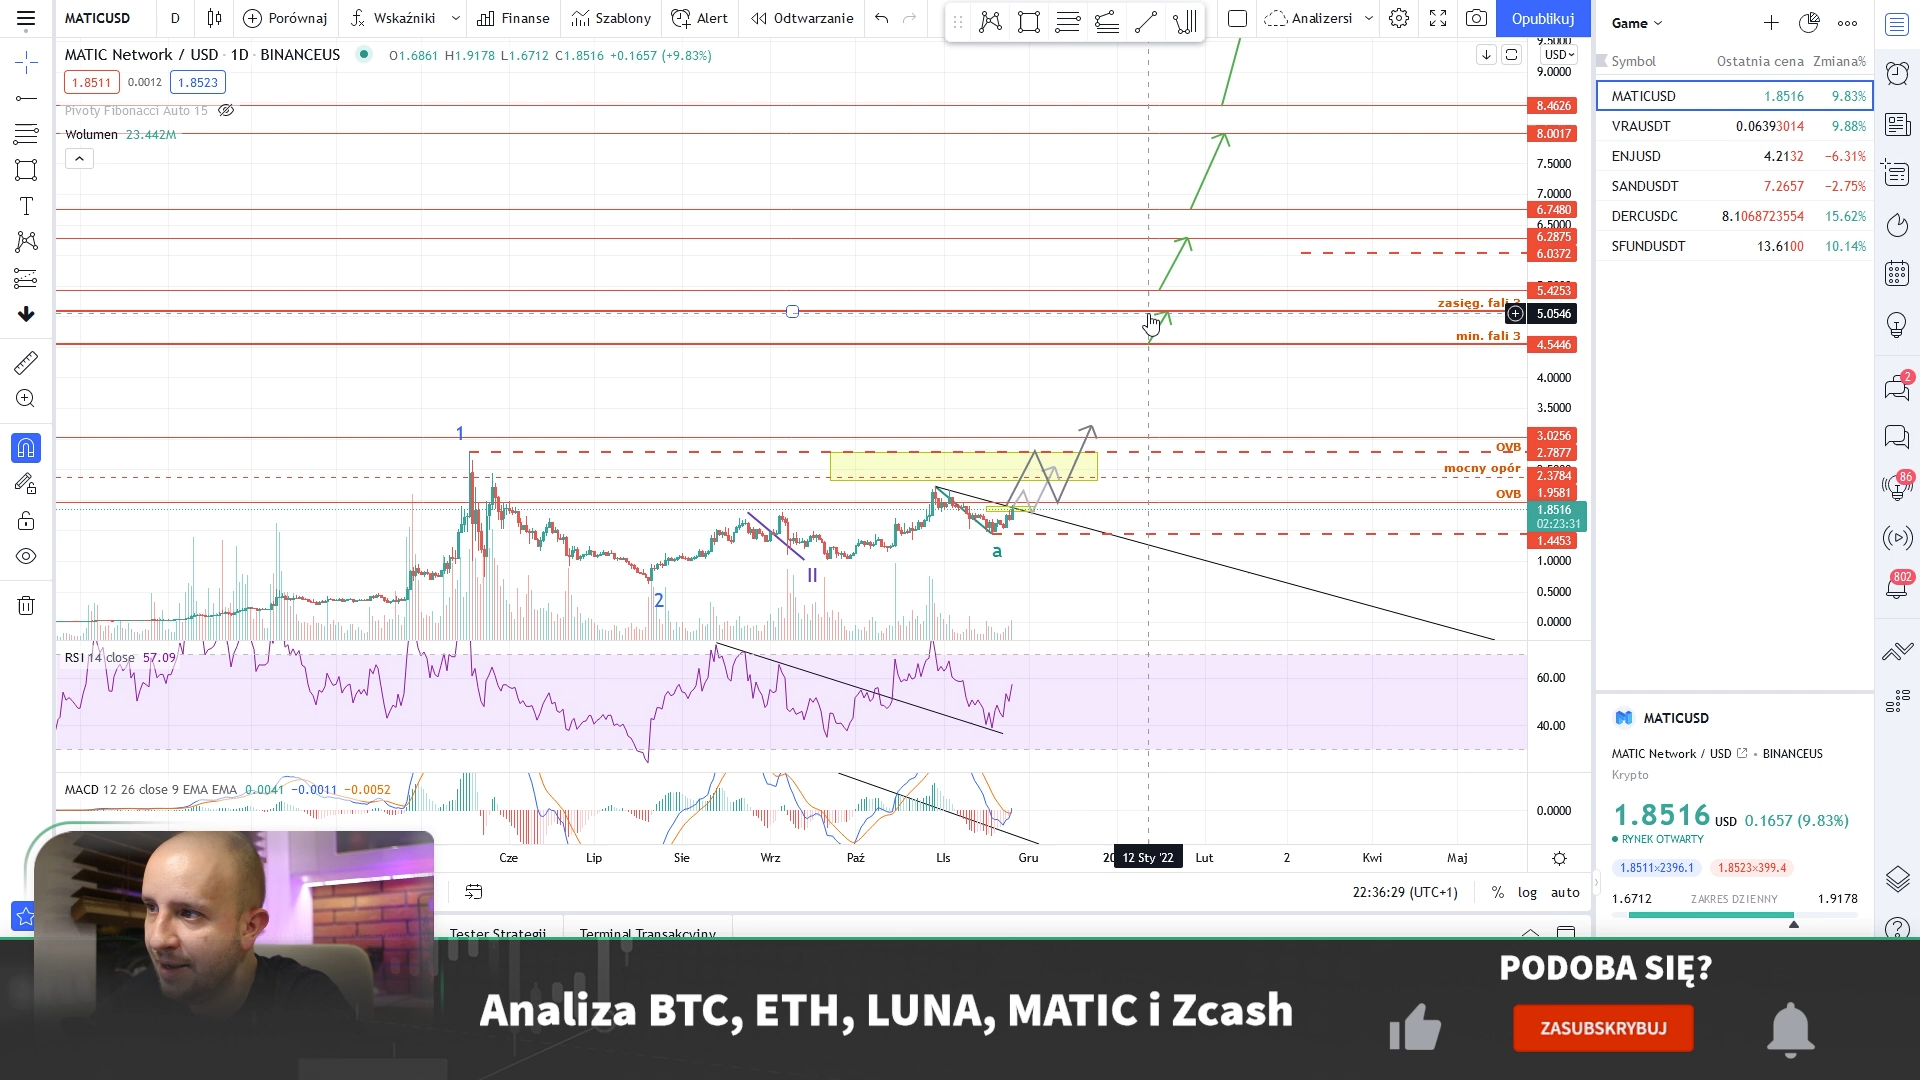 MATICUSD D Porównaj Wskaźniki Finanse Szablony Alert Odtwarzanie Analizersi Opublikuj
MATIC Network / USD · 1D · BINANCEUS O1.6861 H1.9178 L1.6712 C1.8516 +0.1657 (+9.83%)
1.8511 0.0012 1.8523
Pivoty Fibonacci Auto 15
Wolumen 23.442M
USD
9.5000
9.0000
8.4626
8.0017
7.5000
7.0000
6.7480
6.5000
6.2875
6.0372
5.4253
zasięg. fali 3
5.0546
min. fali 3
4.5446
4.0000
3.5000
3.0256
OVB
2.7877
mocny opór
2.3784
OVB
1.9581
1.8516
02:23:31
1.4453
1.0000
0.5000
0.0000
1
2
II
a
RSI 14 close 57.09
60.00
40.00
MACD 12 26 close 9 EMA EMA 0.0041 −0.0011 −0.0052
0.0000
Cze Lip Sie Wrz Paź LIs Gru 20 12 Sty '22 Lut 2 Kwi Maj
22:36:29 (UTC+1) % log auto
Tester Strategii Terminal Transakcyjny
Game
Symbol Ostatnia cena Zmiana%
MATICUSD 1.8516 9.83%
VRAUSDT 0.06393014 9.88%
ENJUSD 4.2132 −6.31%
SANDUSDT 7.2657 −2.75%
DERCUSDC 8.1068723554 15.62%
SFUNDUSDT 13.6100 10.14%
MATICUSD
MATIC Network / USD • BINANCEUS
Krypto
1.8516 USD 0.1657 (9.83%)
RYNEK OTWARTY
1.8511×2396.1 1.8523×399.4
1.6712 ZAKRES DZIENNY 1.9178
2
86
802
Analiza BTC, ETH, LUNA, MATIC i Zcash
PODOBA SIĘ?
ZASUBSKRYBUJ